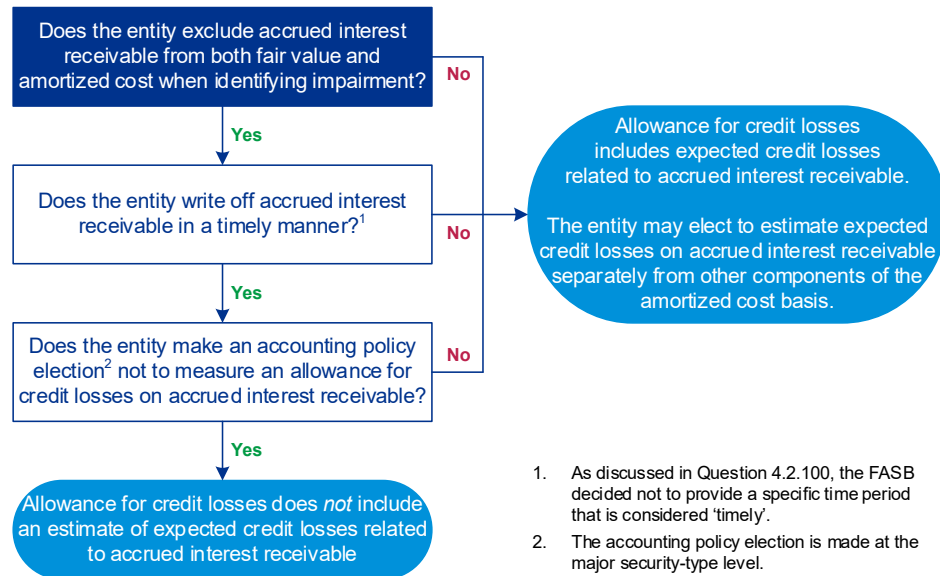 Does the entity exclude accrued interest
receivable from both fair value and
amortized cost when identifying impairment?
No
Yes
Allowance for credit losses
includes expected credit losses
related to accrued interest receivable.
The entity may elect to estimate expected
credit losses on accrued interest receivable
separately from other components of the
amortized cost basis.
Does the entity write off accrued interest
receivable in a timely manner?¹
No
Yes
Does the entity make an accounting policy
election² not to measure an allowance for
credit losses on accrued interest receivable?
No
Yes
Allowance for credit losses does not include
an estimate of expected credit losses related
to accrued interest receivable
1. As discussed in Question 4.2.100, the FASB
decided not to provide a specific time period
that is considered ‘timely’.
2. The accounting policy election is made at the
major security-type level.